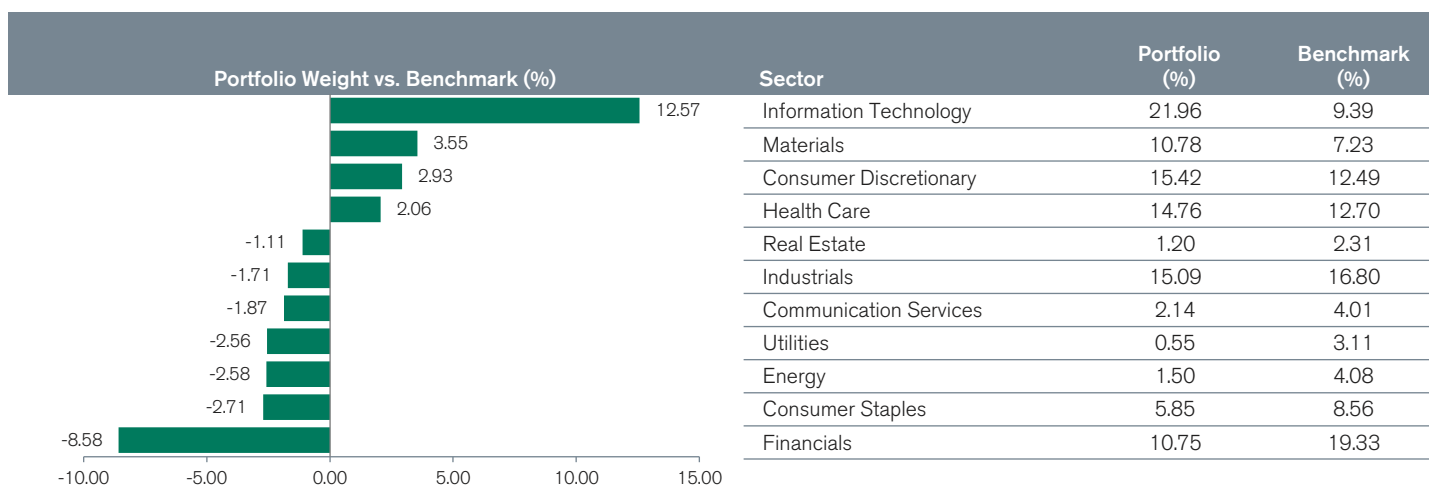 Portfolio Weight vs. Benchmark (%) Sector Portfolio (%) Benchmark (%)
12.57 Information Technology 21.96 9.39
3.55 Materials 10.78 7.23
2.93 Consumer Discretionary 15.42 12.49
2.06 Health Care 14.76 12.70
-1.11 Real Estate 1.20 2.31
-1.71 Industrials 15.09 16.80
-1.87 Communication Services 2.14 4.01
-2.56 Utilities 0.55 3.11
-2.58 Energy 1.50 4.08
-2.71 Consumer Staples 5.85 8.56
-8.58 Financials 10.75 19.33
-10.00 -5.00 0.00 5.00 10.00 15.00